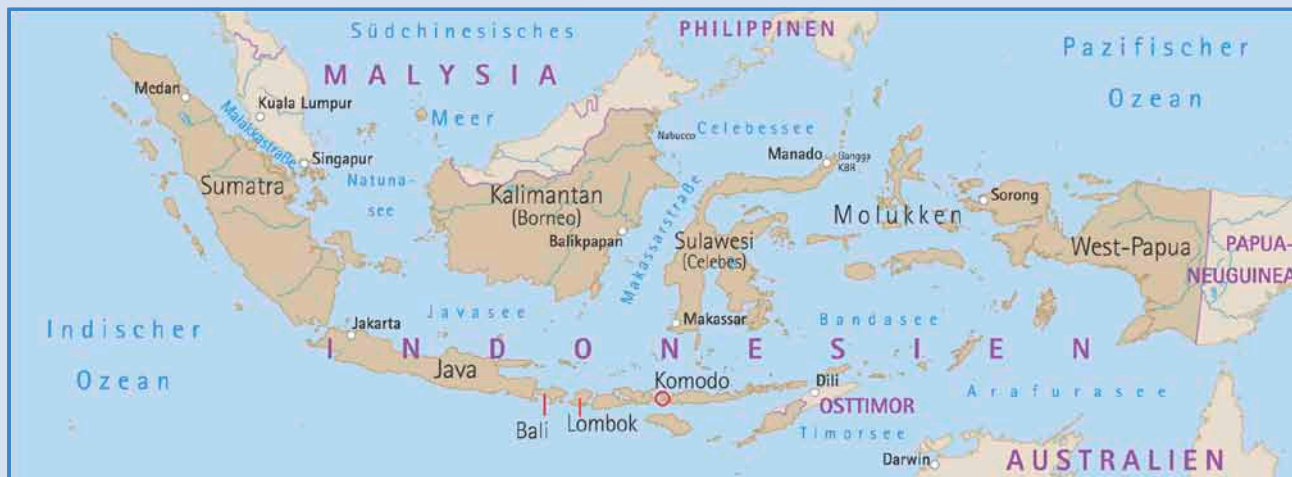 Südchinesisches
PHILIPPINEN
Pazifischer
Ozean
MALYSIA
Medan
Kuala Lumpur
Malakkastraße
Meer
Nabucco
Celebessee
Singapur
Manado
Gangga
KBR
Sumatra
Natuna-
see
Kalimantan
(Borneo)
Balikpapan
Makassarstraße
Sulawesi
(Celebes)
Molukken
Sorong
West-Papua
PAPUA-
NEUGUINEA
Indischer
Ozean
Jakarta
Javasee
Makassar
Bandasee
INDONESIEN
Java
Komodo
Dili
Arafurasee
OSTTIMOR
Bali
Lombok
Timorsee
Darwin
AUSTRALIEN